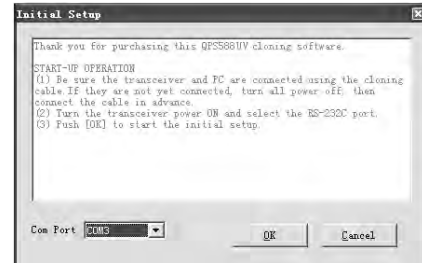 Initial Setup
Thank you for purchasing this QPS588UV cloning software.
START-UP OPERATION
(1) Be sure the transceiver and PC are connected using the cloning
cable.If they are not yet connected, turn all power off, then
connect the cable in advance.
(2) Turn the transceiver power ON and select the RS-232C port.
(3) Push [OK] to start the initial setup.
Com Port COM3
OK Cancel